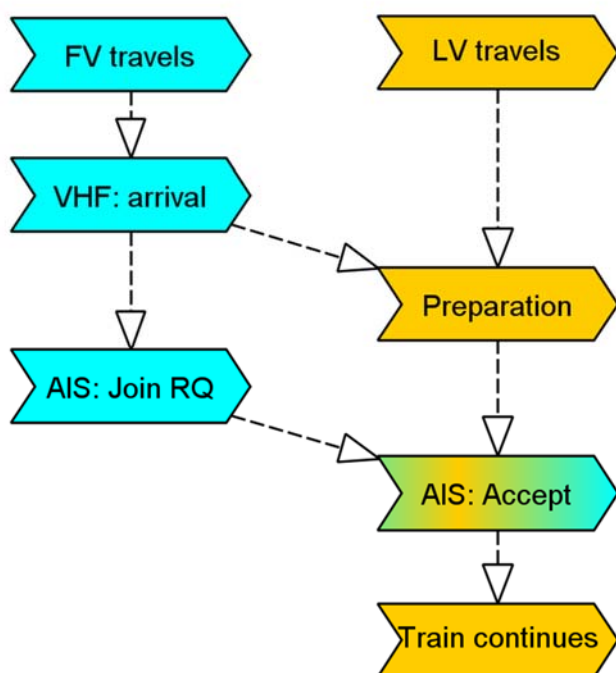 FV travels
LV travels
VHF: arrival
Preparation
AIS: Join RQ
AIS: Accept
Train continues